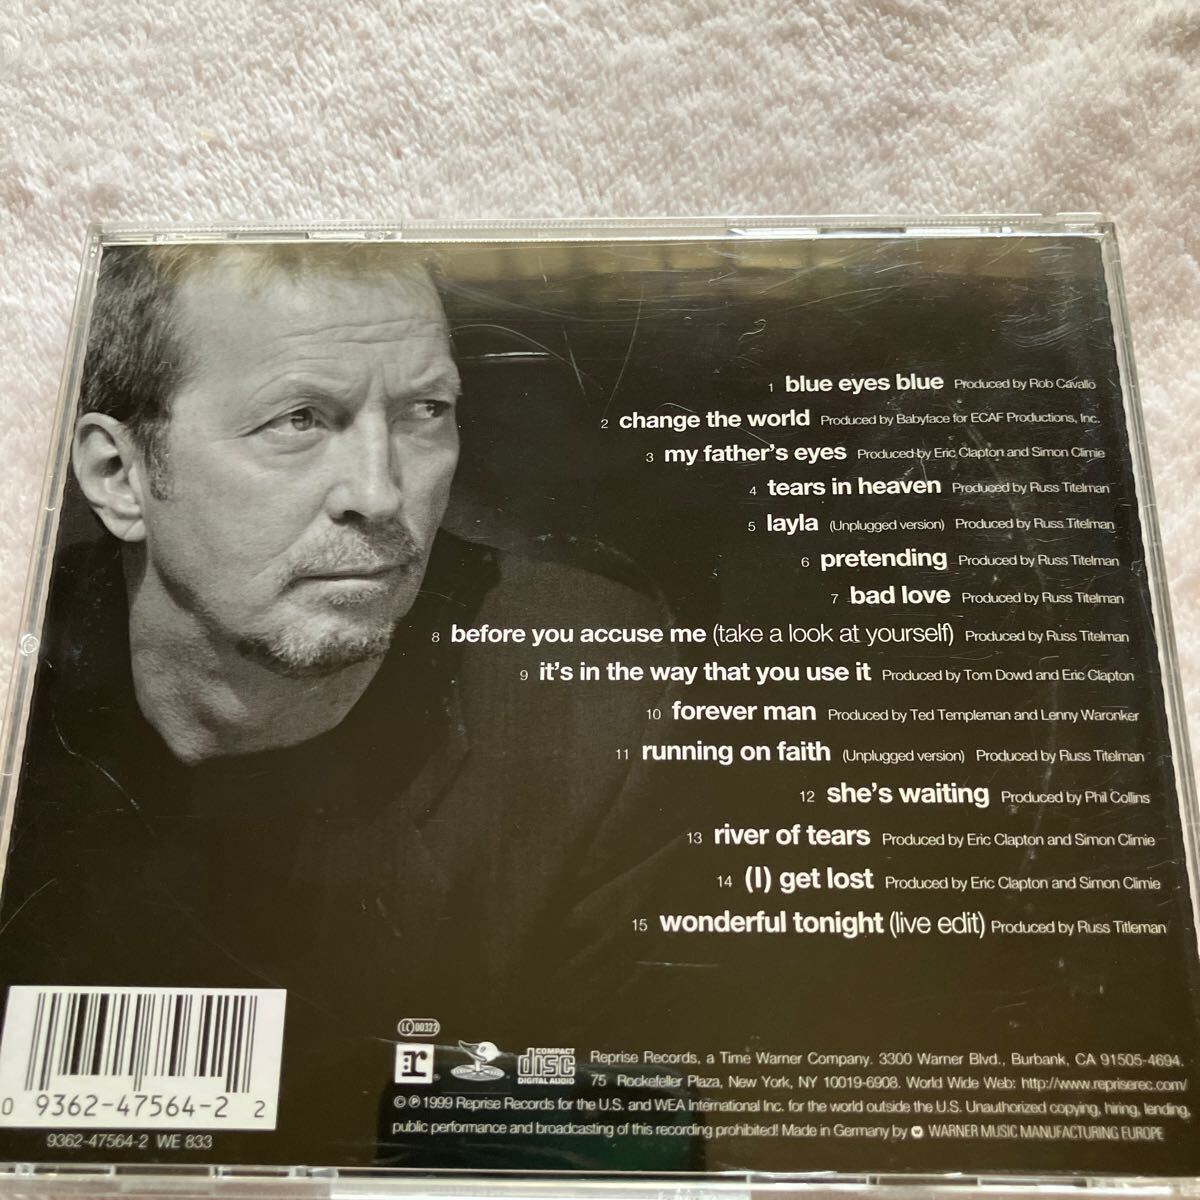 1 blue eyes blue Produced by Rob Cavallo
2 change the world Produced by Babyface for ECAF Productions, Inc.
3 my father's eyes Produced by Eric Clapton and Simon Climie
4 tears in heaven Produced by Russ Titelman
5 layla (Unplugged version) Produced by Russ Titelman
6 pretending Produced by Russ Titelman
7 bad love Produced by Russ Titelman
8 before you accuse me (take a look at yourself) Produced by Russ Titelman
9 it's in the way that you use it Produced by Tom Dowd and Eric Clapton
10 forever man Produced by Ted Templeman and Lenny Waronker
11 running on faith (Unplugged version) Produced by Russ Titelman
12 she's waiting Produced by Phil Collins
13 river of tears Produced by Eric Clapton and Simon Climie
14 (I) get lost Produced by Eric Clapton and Simon Climie
15 wonderful tonight (live edit) Produced by Russ Titleman
0 9362-47564-2 2
9362-47564-2 WE 833
LC 00322
r
COMPACT
disc
DIGITAL AUDIO
Reprise Records, a Time Warner Company. 3300 Warner Blvd., Burbank, CA 91505-4694.
75 Rockefeller Plaza, New York, NY 10019-6908. World Wide Web: http://www.repriserec.com/
© ℗ 1999 Reprise Records for the U.S. and WEA International Inc. for the world outside the U.S. Unauthorized copying, hiring, lending,
public performance and broadcasting of this recording prohibited! Made in Germany by WARNER MUSIC MANUFACTURING EUROPE